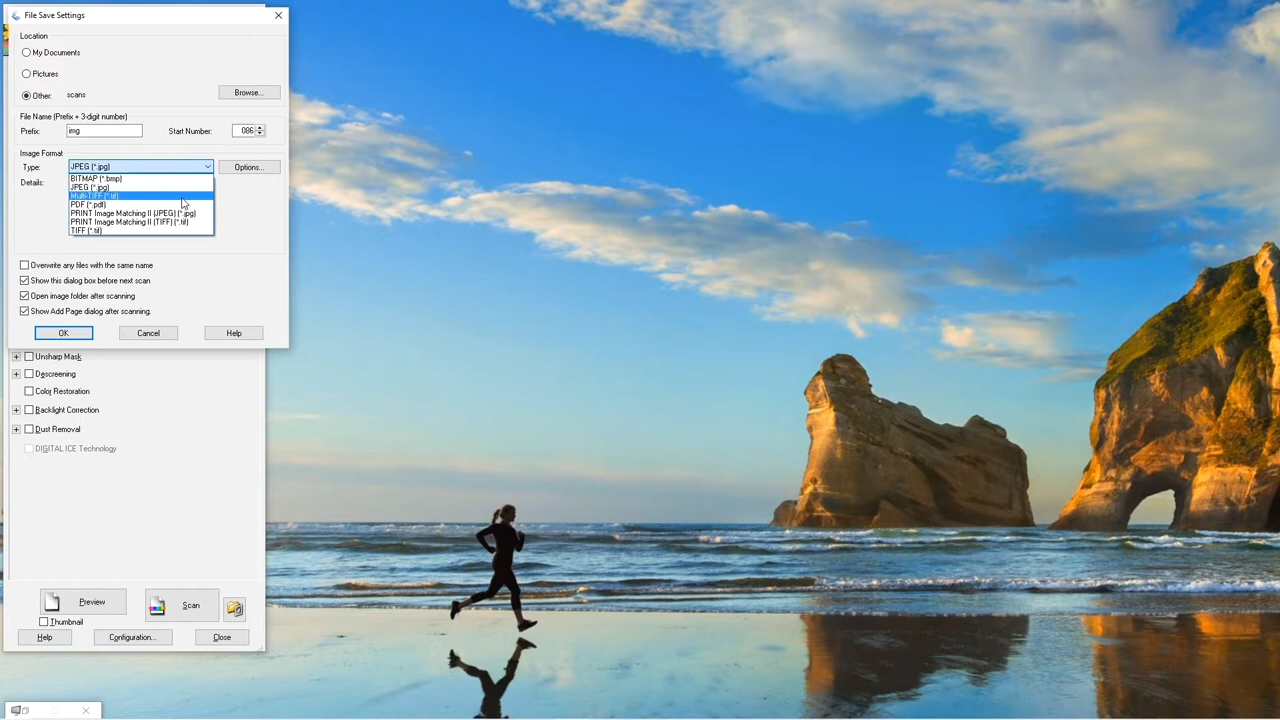 File Save Settings
Location
My Documents
Pictures
Other: scans
Browse...
File Name (Prefix + 3-digit number)
Prefix: img Start Number: 086
Image Format
Type: JPEG (*.jpg) Options...
BITMAP (*.bmp)
Details: JPEG (*.jpg)
Multi-TIFF (*.tif)
PDF (*.pdf)
PRINT Image Matching II (JPEG) (*.jpg)
PRINT Image Matching II (TIFF) (*.tif)
TIFF (*.tif)
Overwrite any files with the same name
Show this dialog box before next scan
Open image folder after scanning
Show Add Page dialog after scanning.
OK Cancel Help
Unsharp Mask
Descreening
Color Restoration
Backlight Correction
Dust Removal
DIGITAL ICE Technology
Preview Scan
Thumbnail
Help Configuration... Close